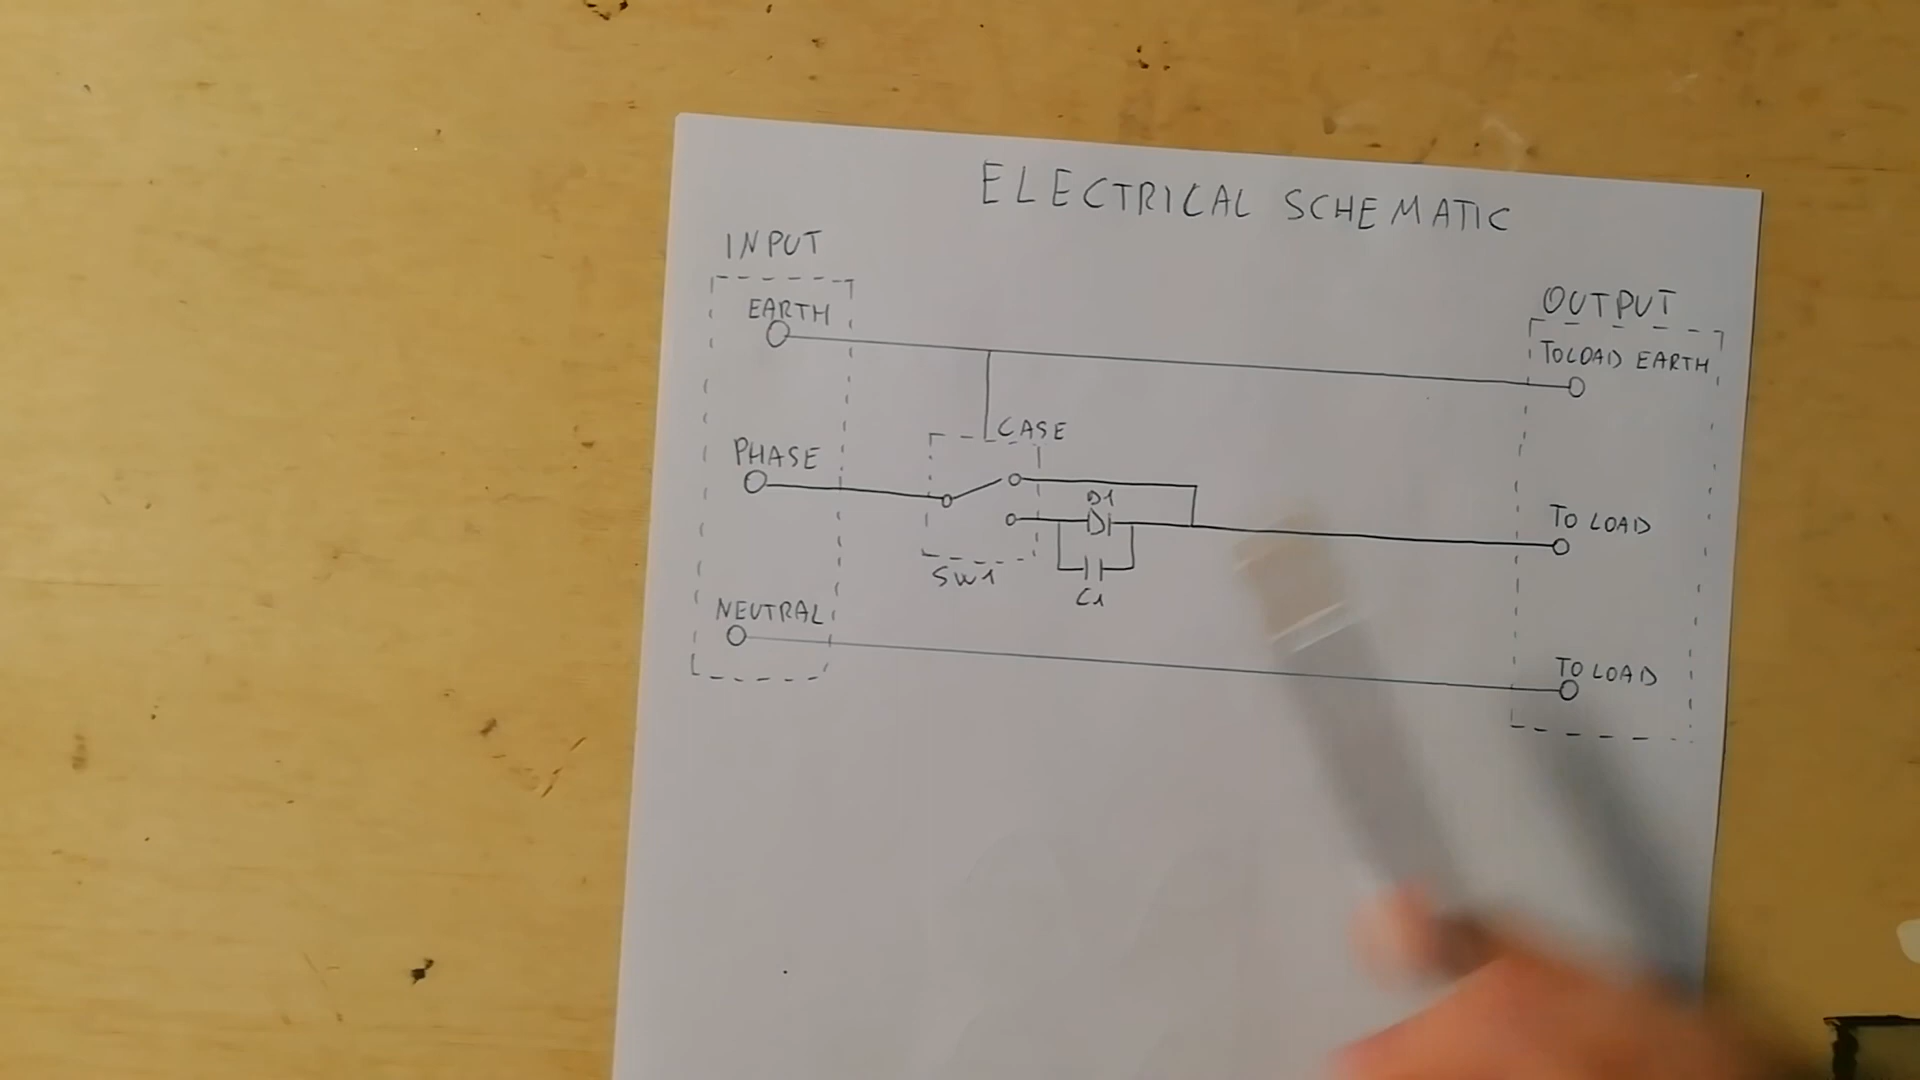 ELECTRICAL SCHEMATIC
INPUT
EARTH
OUTPUT
TO LOAD EARTH
CASE
PHASE
D1
TO LOAD
SW1
C1
NEUTRAL
TO LOAD